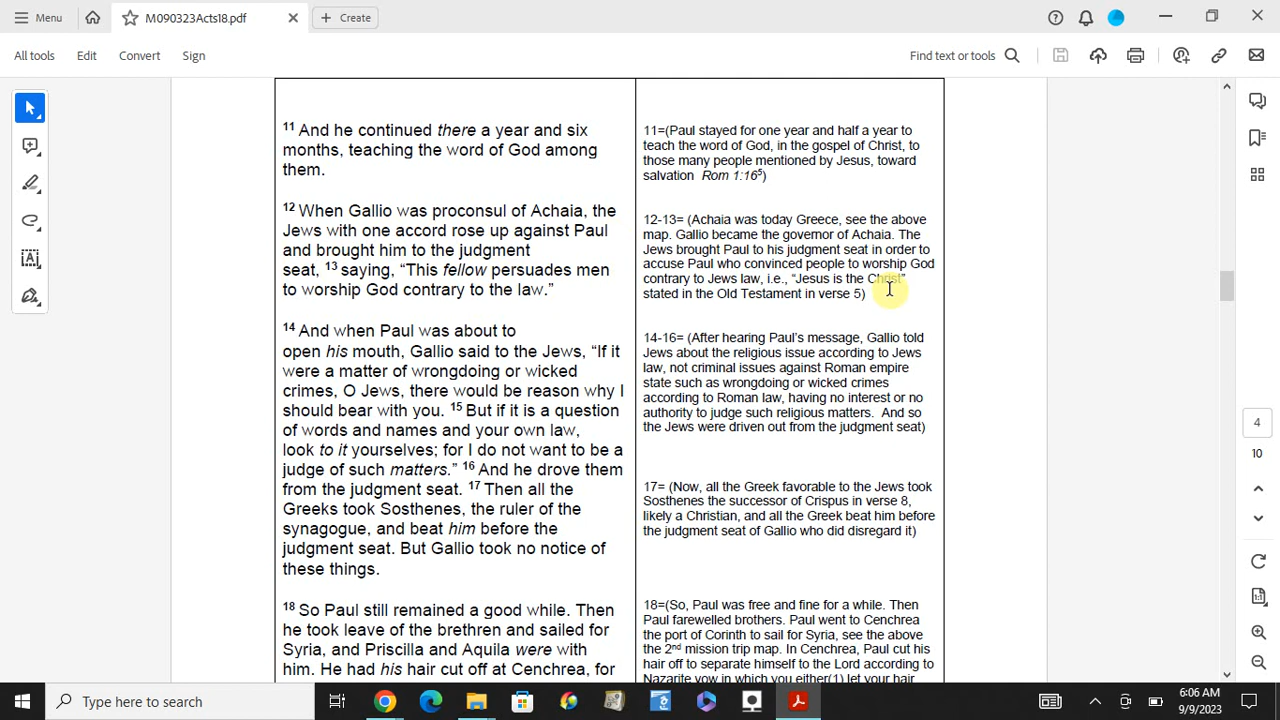 Menu
M090323Acts18.pdf
Create
All tools
Edit
Convert
Sign
Find text or tools
11 And he continued there a year and six
months, teaching the word of God among
them.
12 When Gallio was proconsul of Achaia, the
Jews with one accord rose up against Paul
and brought him to the judgment
seat, 13 saying, “This fellow persuades men
to worship God contrary to the law.”
14 And when Paul was about to
open his mouth, Gallio said to the Jews, “If it
were a matter of wrongdoing or wicked
crimes, O Jews, there would be reason why I
should bear with you. 15 But if it is a question
of words and names and your own law,
look to it yourselves; for I do not want to be a
judge of such matters.” 16 And he drove them
from the judgment seat. 17 Then all the
Greeks took Sosthenes, the ruler of the
synagogue, and beat him before the
judgment seat. But Gallio took no notice of
these things.
18 So Paul still remained a good while. Then
he took leave of the brethren and sailed for
Syria, and Priscilla and Aquila were with
him. He had his hair cut off at Cenchrea, for
11=(Paul stayed for one year and half a year to
teach the word of God, in the gospel of Christ, to
those many people mentioned by Jesus, toward
salvation Rom 1:16⁵)
12-13= (Achaia was today Greece, see the above
map. Gallio became the governor of Achaia. The
Jews brought Paul to his judgment seat in order to
accuse Paul who convinced people to worship God
contrary to Jews law, i.e., “Jesus is the Christ”
stated in the Old Testament in verse 5)
14-16= (After hearing Paul’s message, Gallio told
Jews about the religious issue according to Jews
law, not criminal issues against Roman empire
state such as wrongdoing or wicked crimes
according to Roman law, having no interest or no
authority to judge such religious matters. And so
the Jews were driven out from the judgment seat)
17= (Now, all the Greek favorable to the Jews took
Sosthenes the successor of Crispus in verse 8,
likely a Christian, and all the Greek beat him before
the judgment seat of Gallio who did disregard it)
18=(So, Paul was free and fine for a while. Then
Paul farewelled brothers. Paul went to Cenchrea
the port of Corinth to sail for Syria, see the above
the 2nd mission trip map. In Cenchrea, Paul cut his
hair off to separate himself to the Lord according to
Nazarite vow in which you either(1) let your hair
4
10
Type here to search
6:06 AM
9/9/2023